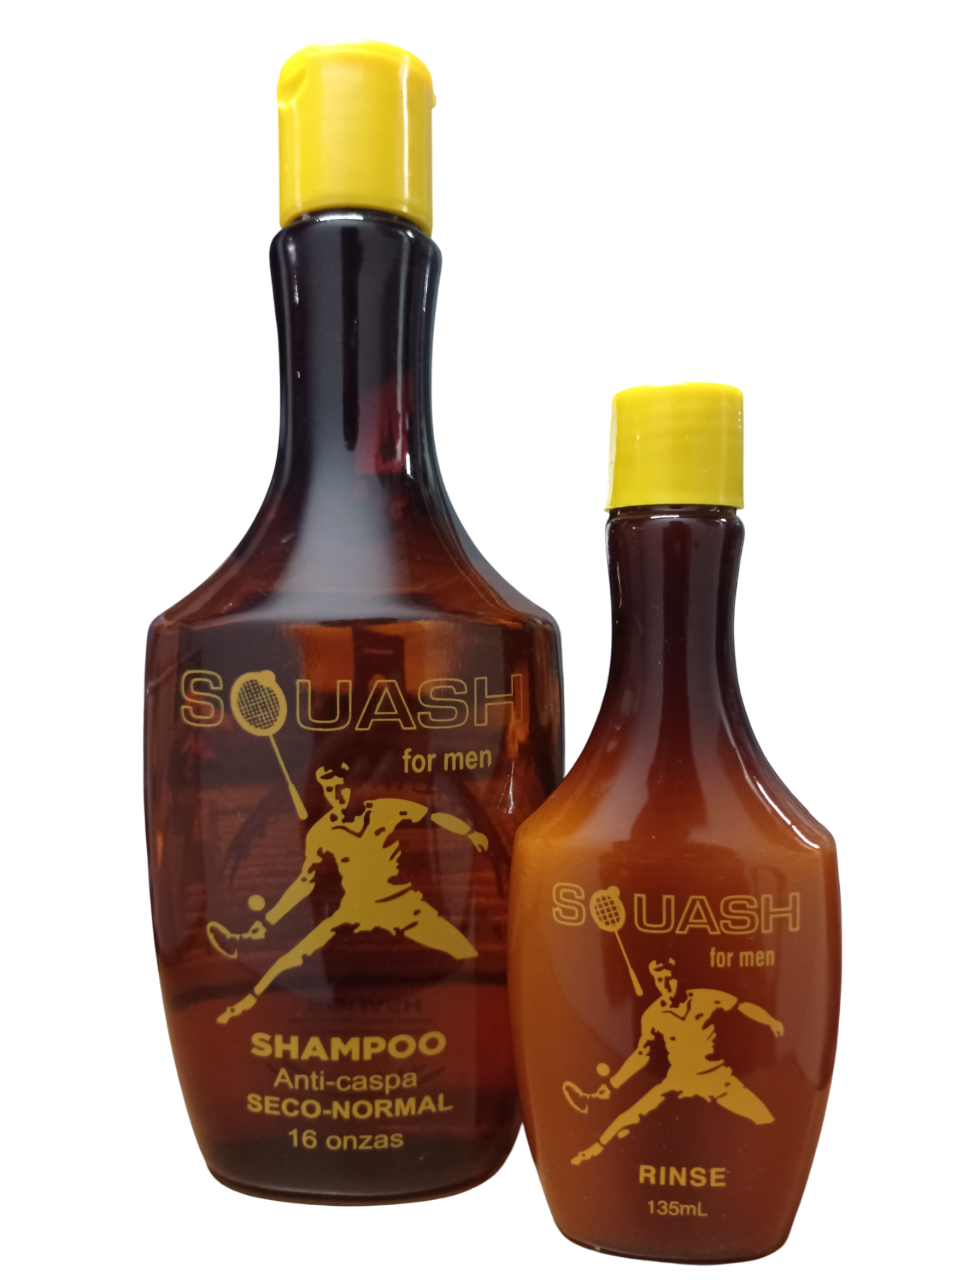 SQUASH
for men
SHAMPOO
Anti-caspa
SECO-NORMAL
16 onzas
SQUASH
for men
RINSE
135mL